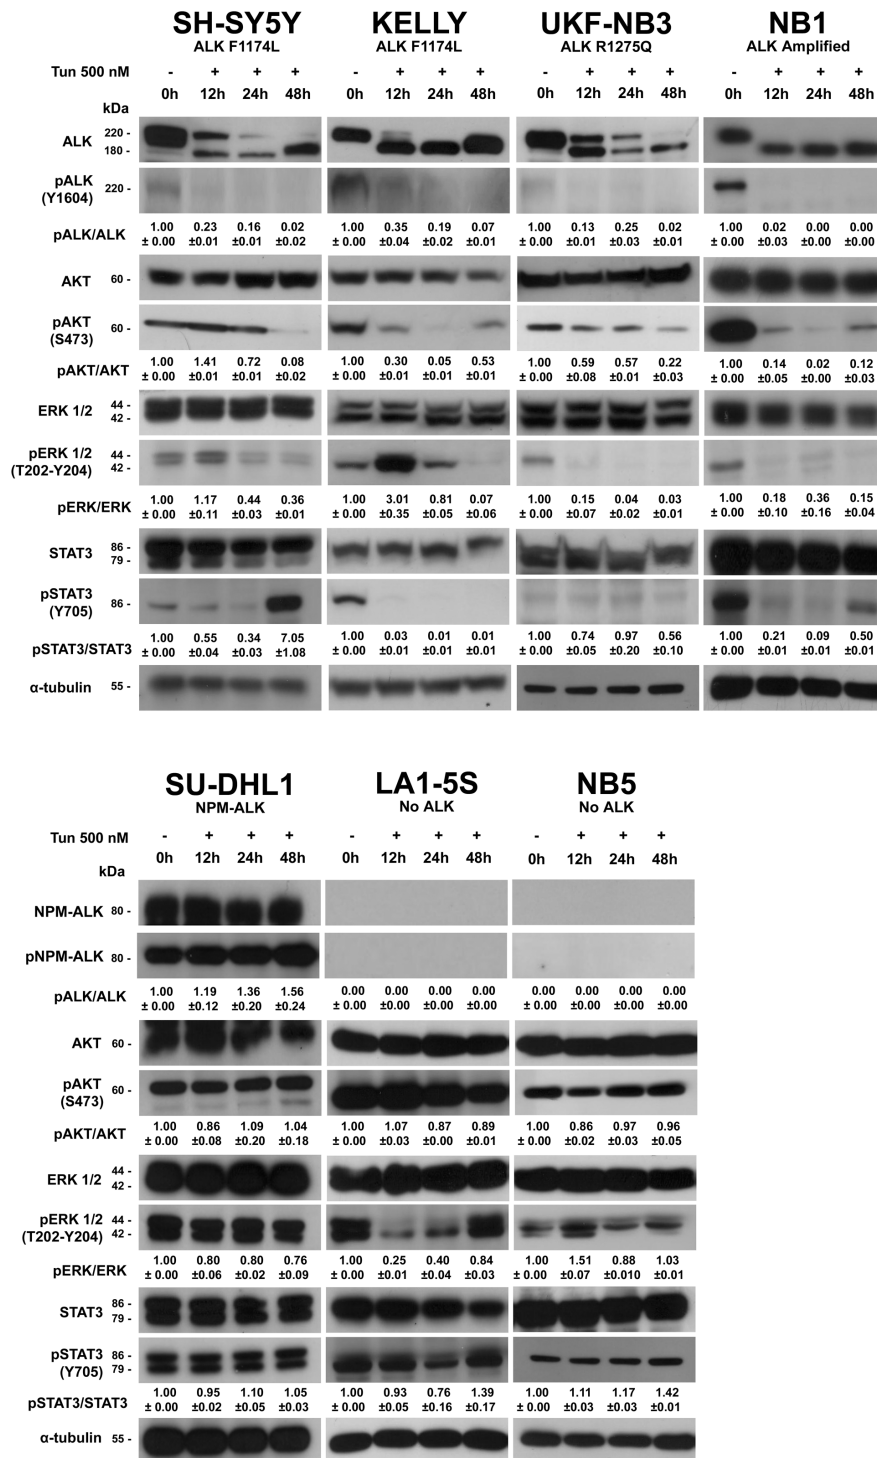 SH-SY5Y KELLY UKF-NB3 NB1
ALK F1174L ALK F1174L ALK R1275Q ALK Amplified
Tun 500 nM - + + + - + + + - + + + - + + +
0h 12h 24h 48h 0h 12h 24h 48h 0h 12h 24h 48h 0h 12h 24h 48h
kDa
ALK 220 - 180 -
pALK (Y1604) 220 -
pALK/ALK 1.00 0.23 0.16 0.02 1.00 0.35 0.19 0.07 1.00 0.13 0.25 0.02 1.00 0.02 0.00 0.00
± 0.00 ±0.01 ±0.01 ±0.02 ± 0.00 ±0.04 ±0.02 ±0.01 ± 0.00 ±0.01 ±0.03 ±0.01 ± 0.00 ±0.03 ±0.00 ±0.00
AKT 60 -
pAKT (S473) 60 -
pAKT/AKT 1.00 1.41 0.72 0.08 1.00 0.30 0.05 0.53 1.00 0.59 0.57 0.22 1.00 0.14 0.02 0.12
± 0.00 ±0.01 ±0.01 ±0.02 ± 0.00 ±0.01 ±0.01 ±0.01 ± 0.00 ±0.08 ±0.01 ±0.03 ± 0.00 ±0.05 ±0.00 ±0.03
ERK 1/2 44 - 42 -
pERK 1/2 (T202-Y204) 44 - 42 -
pERK/ERK 1.00 1.17 0.44 0.36 1.00 3.01 0.81 0.07 1.00 0.15 0.04 0.03 1.00 0.18 0.36 0.15
± 0.00 ±0.11 ±0.03 ±0.01 ± 0.00 ±0.35 ±0.05 ±0.06 ± 0.00 ±0.07 ±0.02 ±0.01 ± 0.00 ±0.10 ±0.16 ±0.04
STAT3 86 - 79 -
pSTAT3 (Y705) 86 -
pSTAT3/STAT3 1.00 0.55 0.34 7.05 1.00 0.03 0.01 0.01 1.00 0.74 0.97 0.56 1.00 0.21 0.09 0.50
± 0.00 ±0.04 ±0.03 ±1.08 ± 0.00 ±0.01 ±0.01 ±0.01 ± 0.00 ±0.05 ±0.20 ±0.10 ± 0.00 ±0.01 ±0.01 ±0.01
α-tubulin 55 -
SU-DHL1 LA1-5S NB5
NPM-ALK No ALK No ALK
Tun 500 nM - + + + - + + + - + + +
0h 12h 24h 48h 0h 12h 24h 48h 0h 12h 24h 48h
kDa
NPM-ALK 80 -
pNPM-ALK 80 -
pALK/ALK 1.00 1.19 1.36 1.56 0.00 0.00 0.00 0.00 0.00 0.00 0.00 0.00
± 0.00 ±0.12 ±0.20 ±0.24 ± 0.00 ±0.00 ±0.00 ±0.00 ± 0.00 ±0.00 ±0.00 ±0.00
AKT 60 -
pAKT (S473) 60 -
pAKT/AKT 1.00 0.86 1.09 1.04 1.00 1.07 0.87 0.89 1.00 0.86 0.97 0.96
± 0.00 ±0.08 ±0.20 ±0.18 ± 0.00 ±0.03 ±0.00 ±0.01 ± 0.00 ±0.02 ±0.03 ±0.05
ERK 1/2 44 - 42 -
pERK 1/2 (T202-Y204) 44 - 42 -
pERK/ERK 1.00 0.80 0.80 0.76 1.00 0.25 0.40 0.84 1.00 1.51 0.88 1.03
± 0.00 ±0.06 ±0.02 ±0.09 ± 0.00 ±0.01 ±0.04 ±0.03 ± 0.00 ±0.07 ±0.010 ±0.01
STAT3 86 - 79 -
pSTAT3 (Y705) 86 - 79 -
pSTAT3/STAT3 1.00 0.95 1.10 1.05 1.00 0.93 0.76 1.39 1.00 1.11 1.17 1.42
± 0.00 ±0.02 ±0.05 ±0.03 ± 0.00 ±0.05 ±0.16 ±0.17 ± 0.00 ±0.03 ±0.03 ±0.01
α-tubulin 55 -